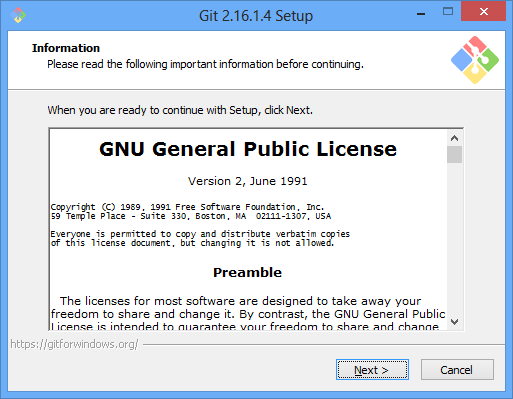 Git 2.16.1.4 Setup
Information
Please read the following important information before continuing.
When you are ready to continue with Setup, click Next.
GNU General Public License
Version 2, June 1991
Copyright (C) 1989, 1991 Free Software Foundation, Inc.
59 Temple Place - Suite 330, Boston, MA  02111-1307, USA
Everyone is permitted to copy and distribute verbatim copies
of this license document, but changing it is not allowed.
Preamble
The licenses for most software are designed to take away your
freedom to share and change it. By contrast, the GNU General Public
License is intended to guarantee your freedom to share and change
https://gitforwindows.org/
Next >
Cancel